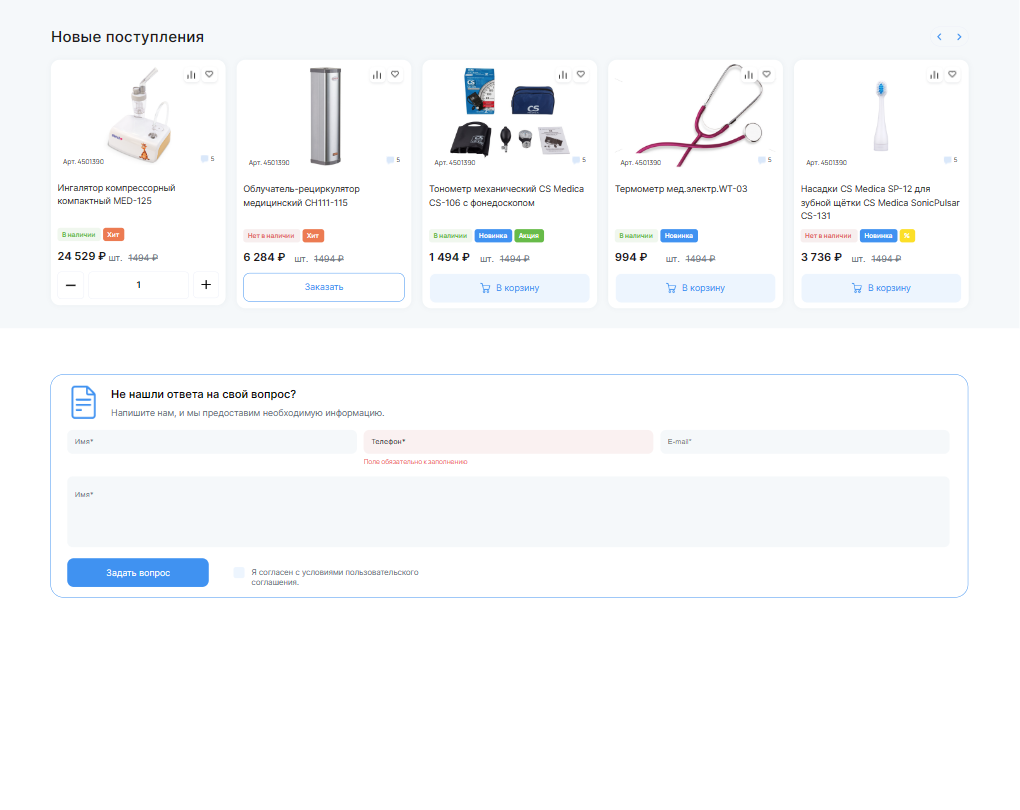 Новые поступления
Арт. 4501390
5
Ингалятор компрессорный
компактный MED-125
В наличии Хит
24 529 ₽ шт. 1494 ₽
— 1 +
Арт. 4501390
5
Облучатель-рециркулятор
медицинский СН111-115
Нет в наличии Хит
6 284 ₽ шт. 1494 ₽
Заказать
CS
CS
CS
Арт. 4501390
5
Тонометр механический CS Medica
CS-106 с фонедоскопом
В наличии Новинка Акция
1 494 ₽ шт. 1494 ₽
В корзину
Арт. 4501390
5
Термометр мед.электр.WT-03
В наличии Новинка
994 ₽ шт. 1494 ₽
В корзину
Арт. 4501390
5
Насадки CS Medica SP-12 для
зубной щётки CS Medica SonicPulsar
CS-131
Нет в наличии Новинка %
3 736 ₽ шт. 1494 ₽
В корзину
Не нашли ответа на свой вопрос?
Напишите нам, и мы предоставим необходимую информацию.
Имя* Телефон* E-mail*
Поле обязательно к заполнению
Имя*
Задать вопрос
Я согласен с условиями пользовательского
соглашения.